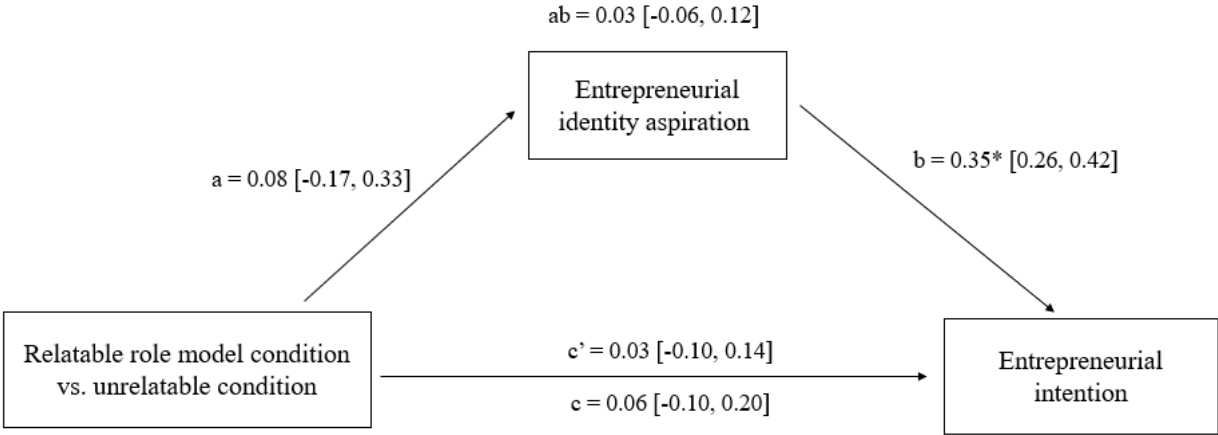 ab = 0.03 [-0.06, 0.12]
Entrepreneurial
identity aspiration
a = 0.08 [-0.17, 0.33]
b = 0.35* [0.26, 0.42]
Relatable role model condition
vs. unrelatable condition
c’ = 0.03 [-0.10, 0.14]
c = 0.06 [-0.10, 0.20]
Entrepreneurial
intention